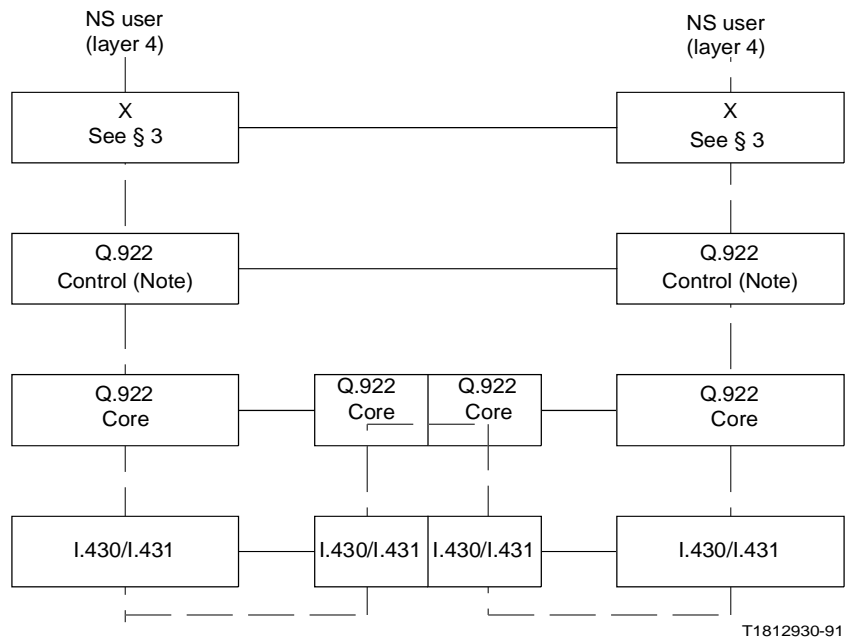 NS user
(layer 4)
NS user
(layer 4)
X
See § 3
X
See § 3
Q.922
Control (Note)
Q.922
Control (Note)
Q.922
Core
Q.922
Core
Q.922
Core
Q.922
Core
I.430/I.431
I.430/I.431
I.430/I.431
I.430/I.431
T1812930-91